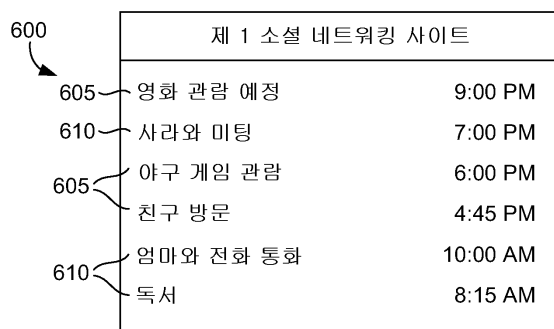 제 1 소셜 네트워킹 사이트
600
605 영화 관람 예정 9:00 PM
610 사라와 미팅 7:00 PM
605 야구 게임 관람 6:00 PM
친구 방문 4:45 PM
610 엄마와 전화 통화 10:00 AM
독서 8:15 AM